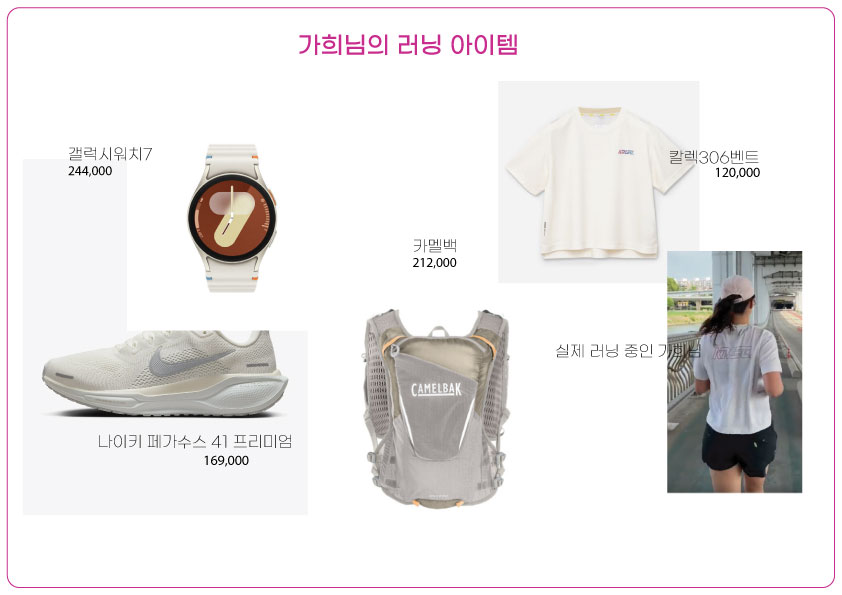 가희님의 러닝 아이템
갤럭시워치7
244,000
칼렉306벤트
120,000
카멜백
212,000
CAMELBAK
실제 러닝 중인 가희님
나이키 페가수스 41 프리미엄
169,000